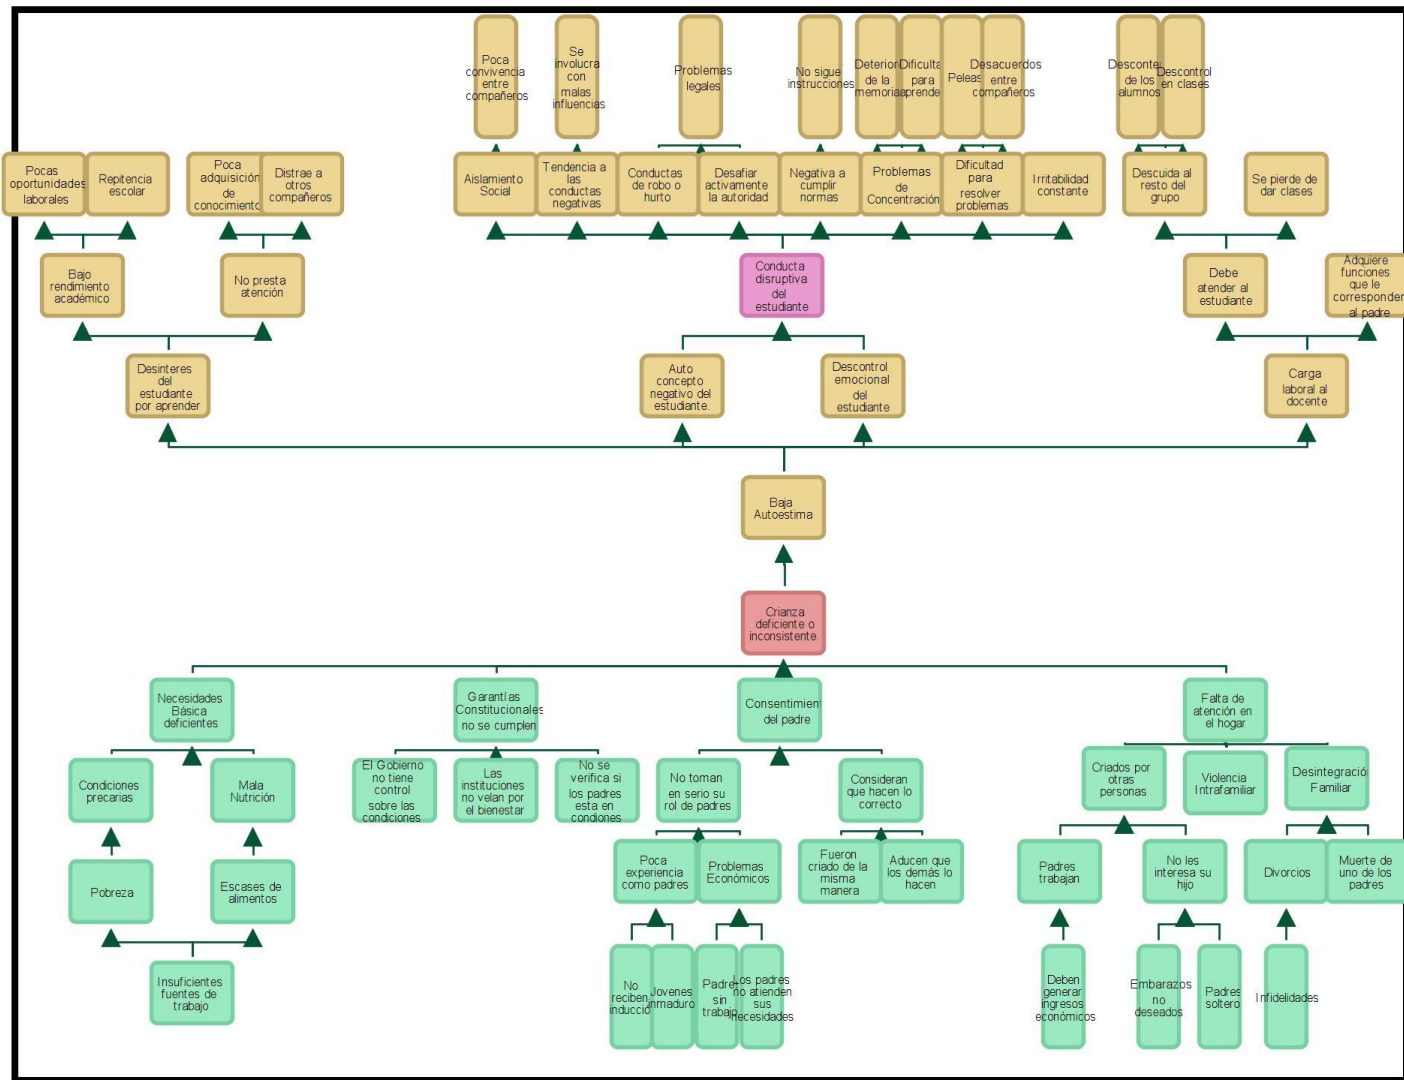 Poca
convivencia
entre
compañeros
Se
involucra
con
malas
influencias
Problemas
legales
No sigue
instrucciones
Deterior
de la
memoria
Dificulta
para
aprende
Peleas
Desacuerdos
entre
compañeros
Desconte
de los
alumnos
Descontrol
en clases
Pocas
oportunidades
laborales
Repitencia
escolar
Poca
adquisición
de
conocimiento
Distrae a
otros
compañeros
Aislamiento
Social
Tendencia a
las
conductas
negativas
Conductas
de robo o
hurto
Desafiar
activamente
la autoridad
Negativa a
cumplir
normas
Problemas
de
Concentración
Dificultad
para
resolver
problemas
Irritabilidad
constante
Descuida al
resto del
grupo
Se pierde de
dar clases
Bajo
rendimiento
académico
No presta
atención
Conducta
disruptiva
del
estudiante
Debe
atender al
estudiante
Adquiere
funciones
que le
corresponder
al padre
Desinteres
del
estudiante
por aprender
Auto
concepto
negativo del
estudiante.
Descontrol
emocional
del
estudiante
Carga
laboral al
docente
Baja
Autoestima
Crianza
deficiente o
inconsistente.
Necesidades
Básica
deficientes
Garantías
Constitucionales
no se cumplen
Consentimien
del padre
Falta de
atención en
el hogar
Condiciones
precarias
Mala
Nutrición
El Gobierno
no tiene
control
sobre las
condiciones
Las
instituciones
no velan por
el bienestar
No se
verifica si
los padres
esta en
condiones
No toman
en serio su
rol de padres
Consideran
que hacen lo
correcto
Criados por
otras
personas
Violencia
Intrafamiliar
Desintegració
Familiar
Pobreza
Escases de
alimentos
Poca
experiencia
como padres
Problemas
Económicos
Fueron
criado de la
misma
manera
Aducen que
los demás lo
hacen
Padres
trabajan
No les
interesa su
hijo
Divorcios
Muerte de
uno de los
padres
Insuficientes
fuentes de
trabajo
No
reciben
inducció
Jovenes
inmaduro
Padre
sin
trabajo
Los padres
no atienden
sus
necesidades
Deben
generar
ingresos
económicos
Embarazos
no
deseados
Padres
soltero
Infidelidades